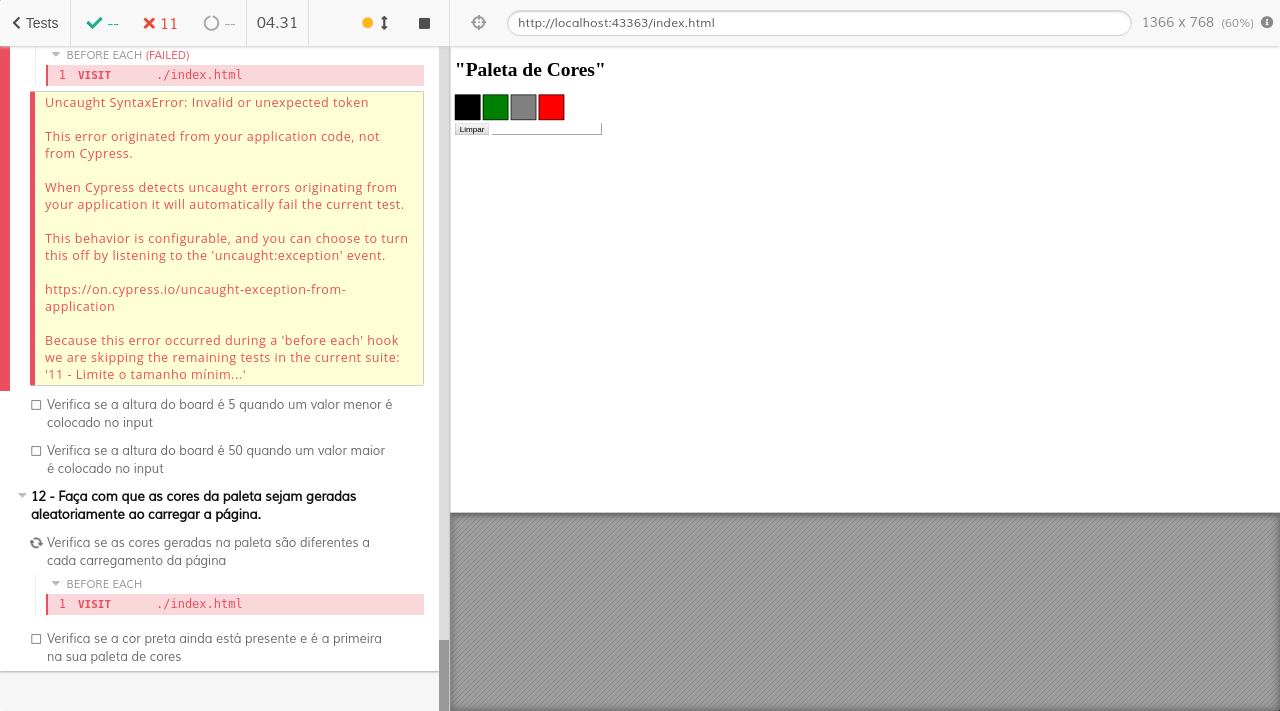 Tests
--
11
--
04.31
http://localhost:43363/index.html
1366 x 768 (60%)
BEFORE EACH (FAILED)
1 VISIT ./index.html
Uncaught SyntaxError: Invalid or unexpected token
This error originated from your application code, not
from Cypress.
When Cypress detects uncaught errors originating from
your application it will automatically fail the current test.
This behavior is configurable, and you can choose to turn
this off by listening to the 'uncaught:exception' event.
https://on.cypress.io/uncaught-exception-from-
application
Because this error occurred during a 'before each' hook
we are skipping the remaining tests in the current suite:
'11 - Limite o tamanho mínim...'
Verifica se a altura do board é 5 quando um valor menor é
colocado no input
Verifica se a altura do board é 50 quando um valor maior
é colocado no input
12 - Faça com que as cores da paleta sejam geradas
aleatoriamente ao carregar a página.
Verifica se as cores geradas na paleta são diferentes a
cada carregamento da página
BEFORE EACH
1 VISIT ./index.html
Verifica se a cor preta ainda está presente e é a primeira
na sua paleta de cores
"Paleta de Cores"
Limpar